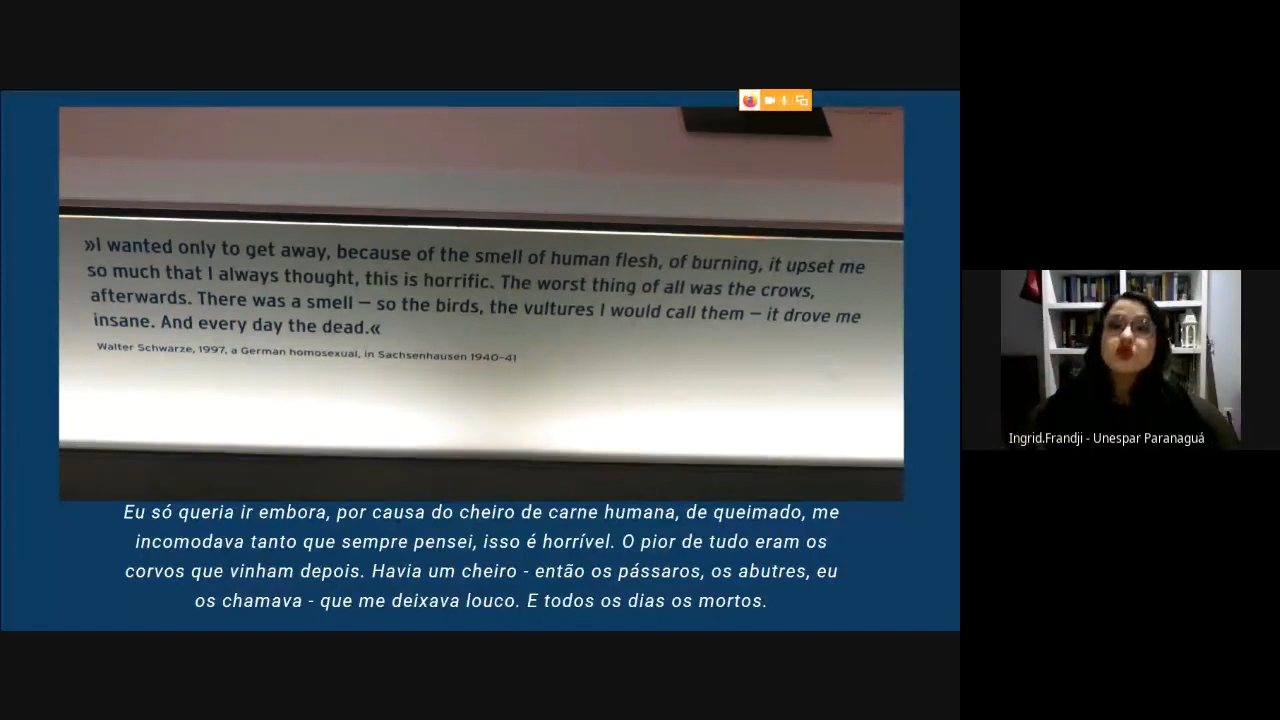 »I wanted only to get away, because of the smell of human flesh, of burning, it upset me
so much that I always thought, this is horrific. The worst thing of all was the crows,
afterwards. There was a smell – so the birds, the vultures I would call them – it drove me
insane. And every day the dead.«
Walter Schwarze, 1997, a German homosexual, in Sachsenhausen 1940–41
Eu só queria ir embora, por causa do cheiro de carne humana, de queimado, me
incomodava tanto que sempre pensei, isso é horrível. O pior de tudo eram os
corvos que vinham depois. Havia um cheiro - então os pássaros, os abutres, eu
os chamava - que me deixava louco. E todos os dias os mortos.
Ingrid.Frandji - Unespar Paranaguá